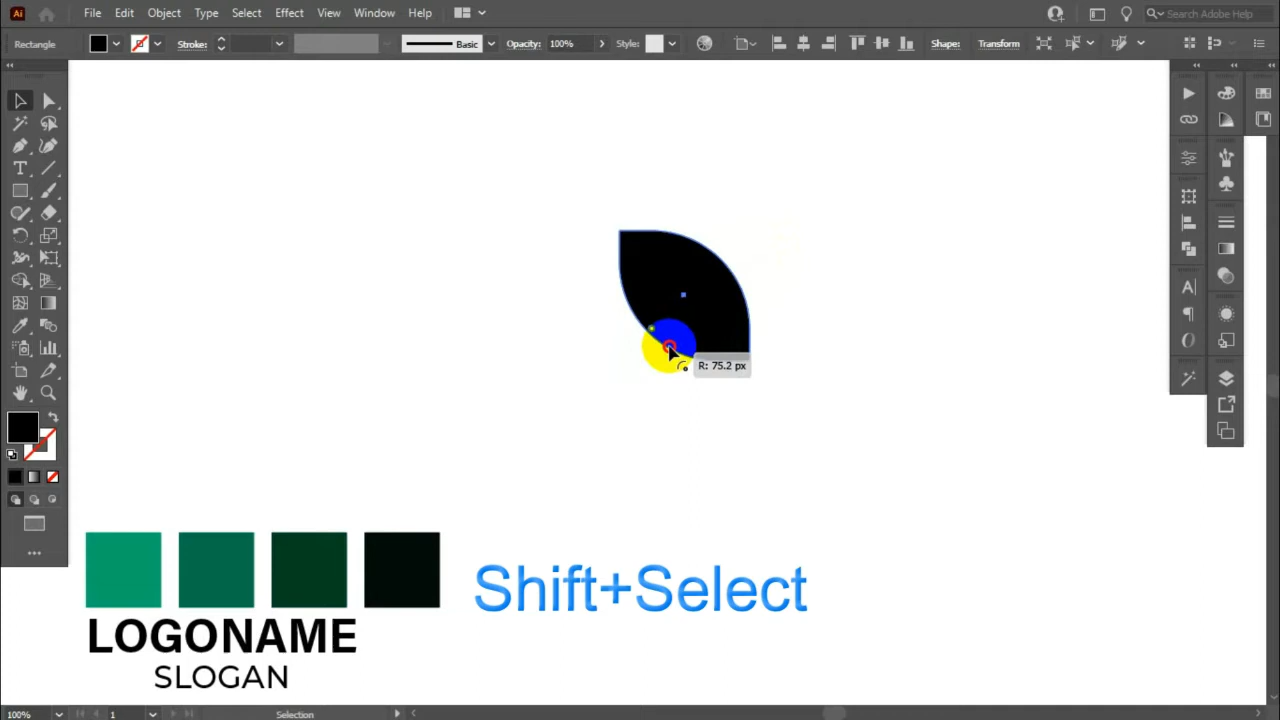 Ai File Edit Object Type Select Effect View Window Help Search Adobe Help
Rectangle Stroke: Basic Opacity: 100% Style: Shape: Transform
R: 75.2 px
Shift+Select
LOGONAME
SLOGAN
100% 1 Selection